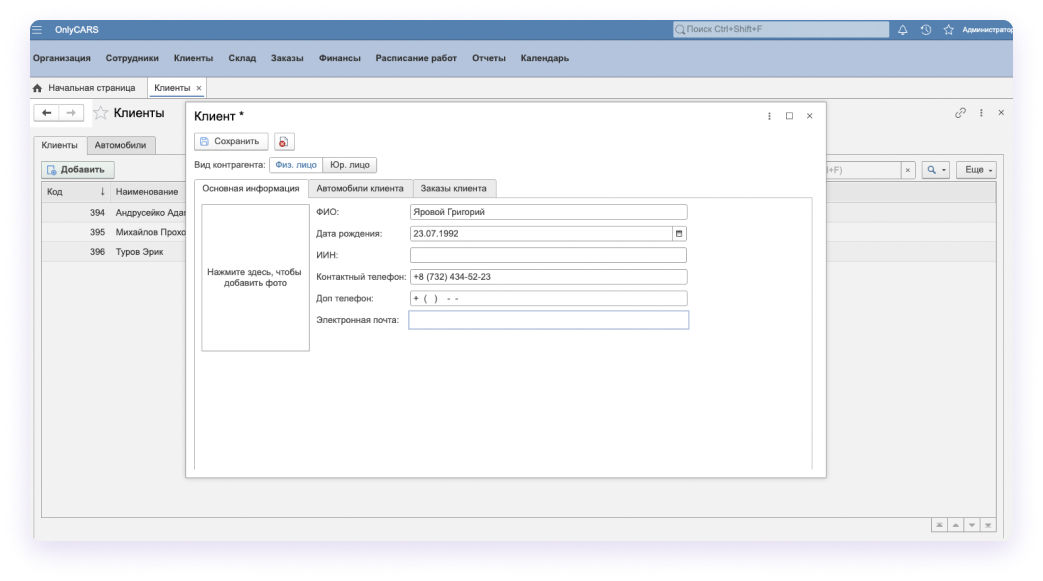 OnlyCARS
Поиск Ctrl+Shift+F
Администратор
Организация Сотрудники Клиенты Склад Заказы Финансы Расписание работ Отчеты Календарь
Начальная страница Клиенты ×
Клиенты
Клиент *
Клиенты Автомобили
Сохранить
Вид контрагента: Физ. лицо Юр. лицо
Добавить
l+F) × Еще
Основная информация Автомобили клиента Заказы клиента
Код ↓ Наименование
ФИО: Яровой Григорий
394 Андрусейко Ада
Дата рождения: 23.07.1992
395 Михайлов Прохо
396 Туров Эрик
ИИН:
Нажмите здесь, чтобы
добавить фото
Контактный телефон: +8 (732) 434-52-23
Доп телефон: + ( ) - -
Электронная почта: